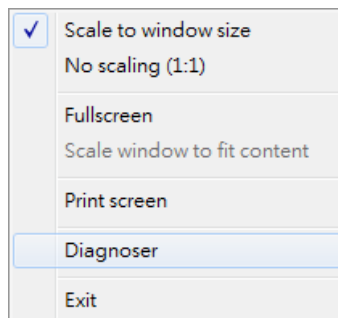 Scale to window size
No scaling (1:1)
Fullscreen
Scale window to fit content
Print screen
Diagnoser
Exit